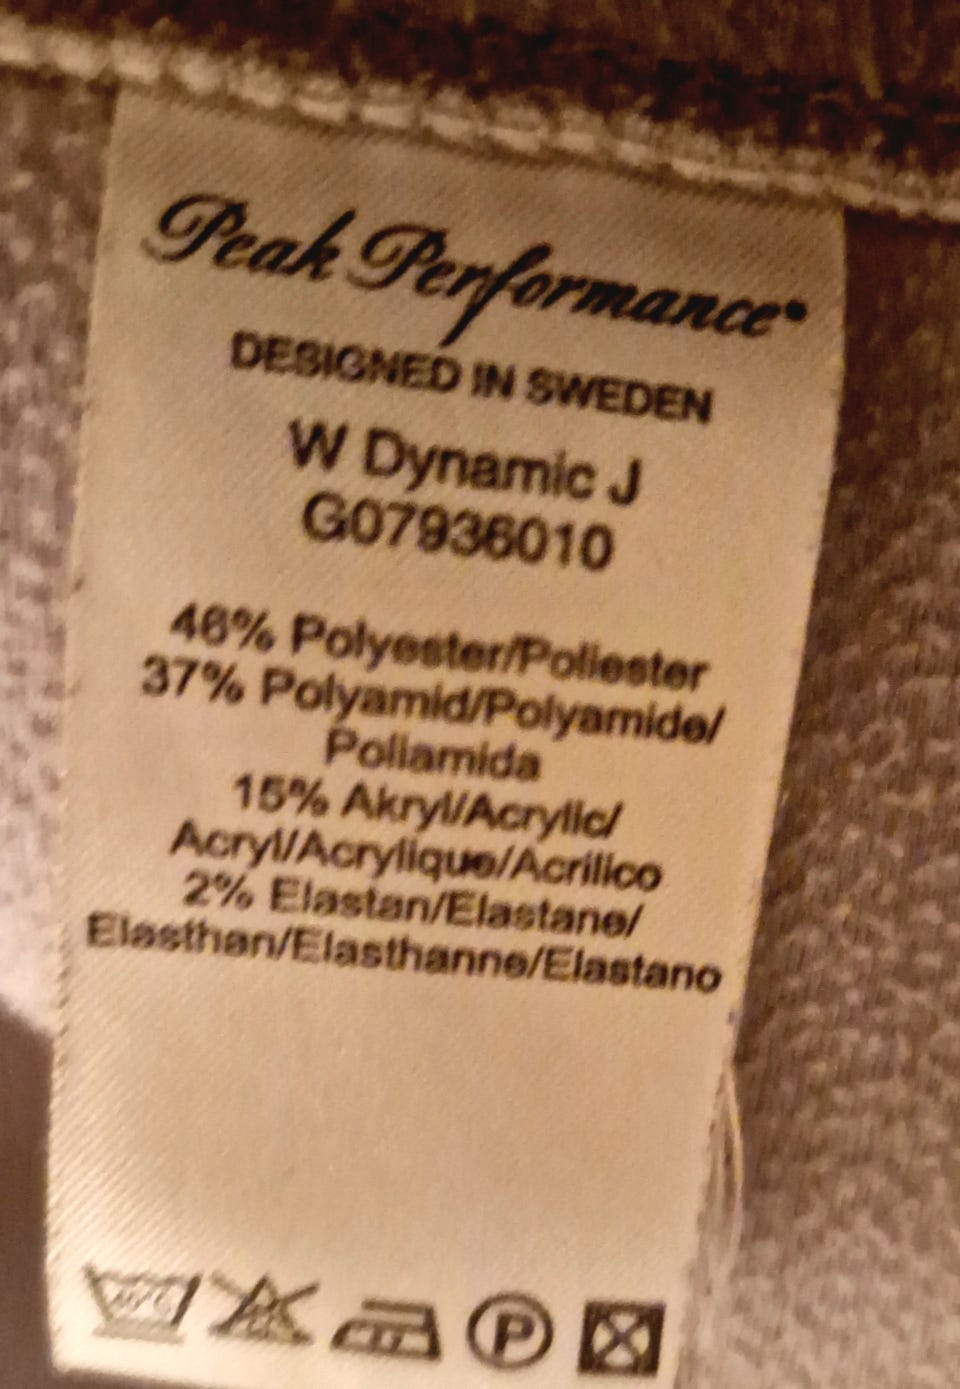 Peak Performance®
DESIGNED IN SWEDEN
W Dynamic J
G07936010
46% Polyester/Poliester
37% Polyamid/Polyamide/
Poliamida
15% Akryl/Acrylic/
Acryl/Acrylique/Acrilico
2% Elastan/Elastane/
Elasthan/Elasthanne/Elastano
P